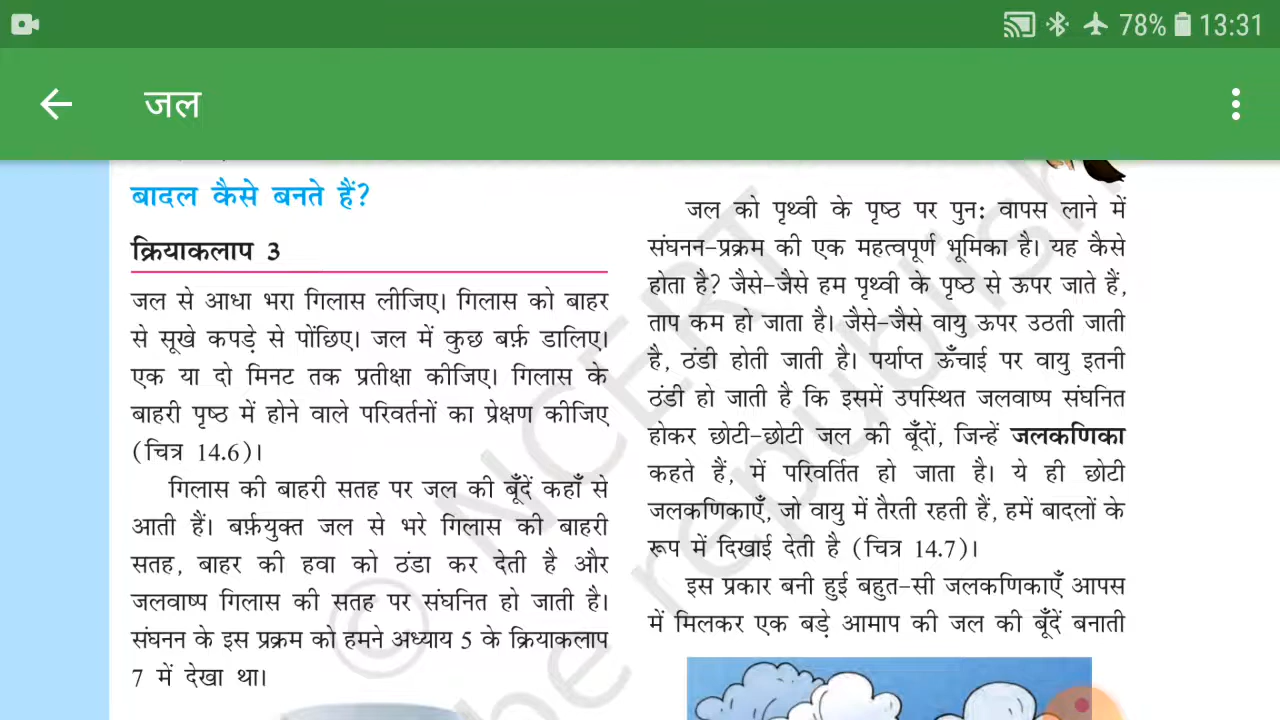 78% 13:31
जल
बादल कैसे बनते हैं?
क्रियाकलाप 3
जल से आधा भरा गिलास लीजिए। गिलास को बाहर
से सूखे कपड़े से पोंछिए। जल में कुछ बर्फ़ डालिए।
एक या दो मिनट तक प्रतीक्षा कीजिए। गिलास के
बाहरी पृष्ठ में होने वाले परिवर्तनों का प्रेक्षण कीजिए
(चित्र 14.6)।
गिलास की बाहरी सतह पर जल की बूँदें कहाँ से
आती हैं। बर्फ़युक्त जल से भरे गिलास की बाहरी
सतह, बाहर की हवा को ठंडा कर देती है और
जलवाष्प गिलास की सतह पर संघनित हो जाती है।
संघनन के इस प्रक्रम को हमने अध्याय 5 के क्रियाकलाप
7 में देखा था।
जल को पृथ्वी के पृष्ठ पर पुन: वापस लाने में
संघनन-प्रक्रम की एक महत्वपूर्ण भूमिका है। यह कैसे
होता है? जैसे-जैसे हम पृथ्वी के पृष्ठ से ऊपर जाते हैं,
ताप कम हो जाता है। जैसे-जैसे वायु ऊपर उठती जाती
है, ठंडी होती जाती है। पर्याप्त ऊँचाई पर वायु इतनी
ठंडी हो जाती है कि इसमें उपस्थित जलवाष्प संघनित
होकर छोटी-छोटी जल की बूँदों, जिन्हें जलकणिका
कहते हैं, में परिवर्तित हो जाता है। ये ही छोटी
जलकणिकाएँ, जो वायु में तैरती रहती हैं, हमें बादलों के
रूप में दिखाई देती है (चित्र 14.7)।
इस प्रकार बनी हुई बहुत-सी जलकणिकाएँ आपस
में मिलकर एक बड़े आमाप की जल की बूँदें बनाती
© NCERT
be republish